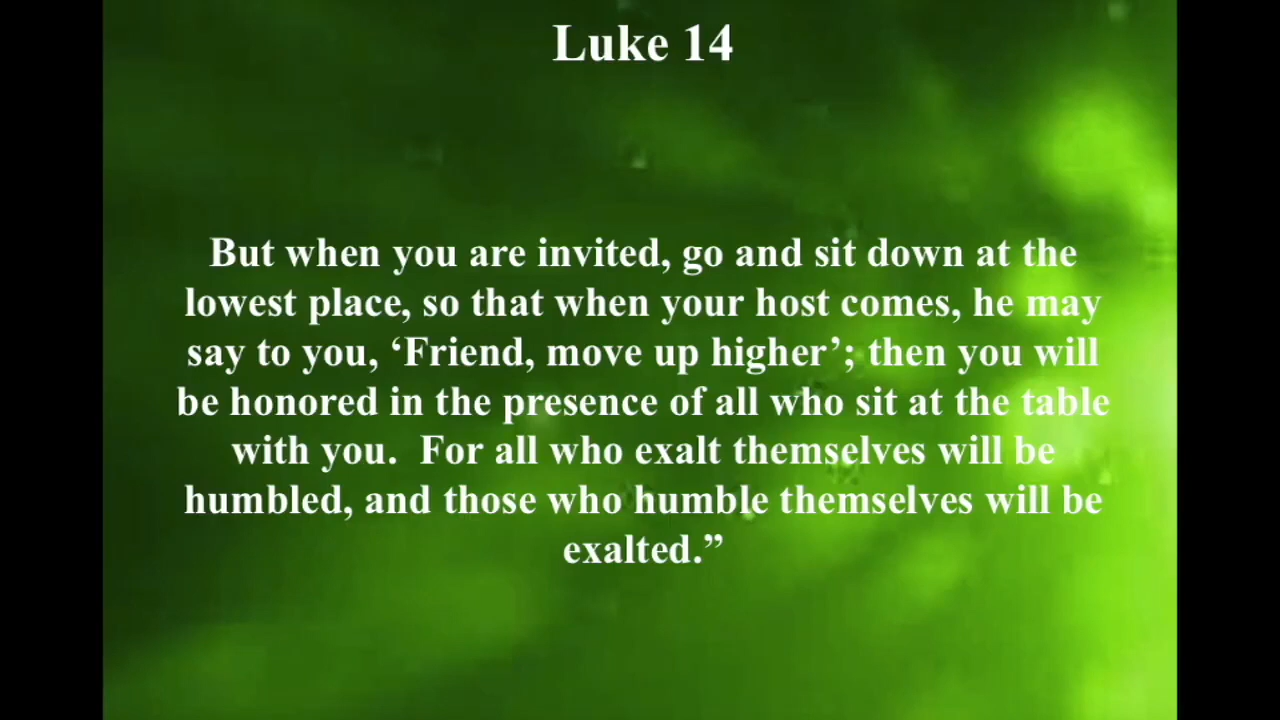 Luke 14
But when you are invited, go and sit down at the
lowest place, so that when your host comes, he may
say to you, ‘Friend, move up higher’; then you will
be honored in the presence of all who sit at the table
with you.  For all who exalt themselves will be
humbled, and those who humble themselves will be
exalted.”